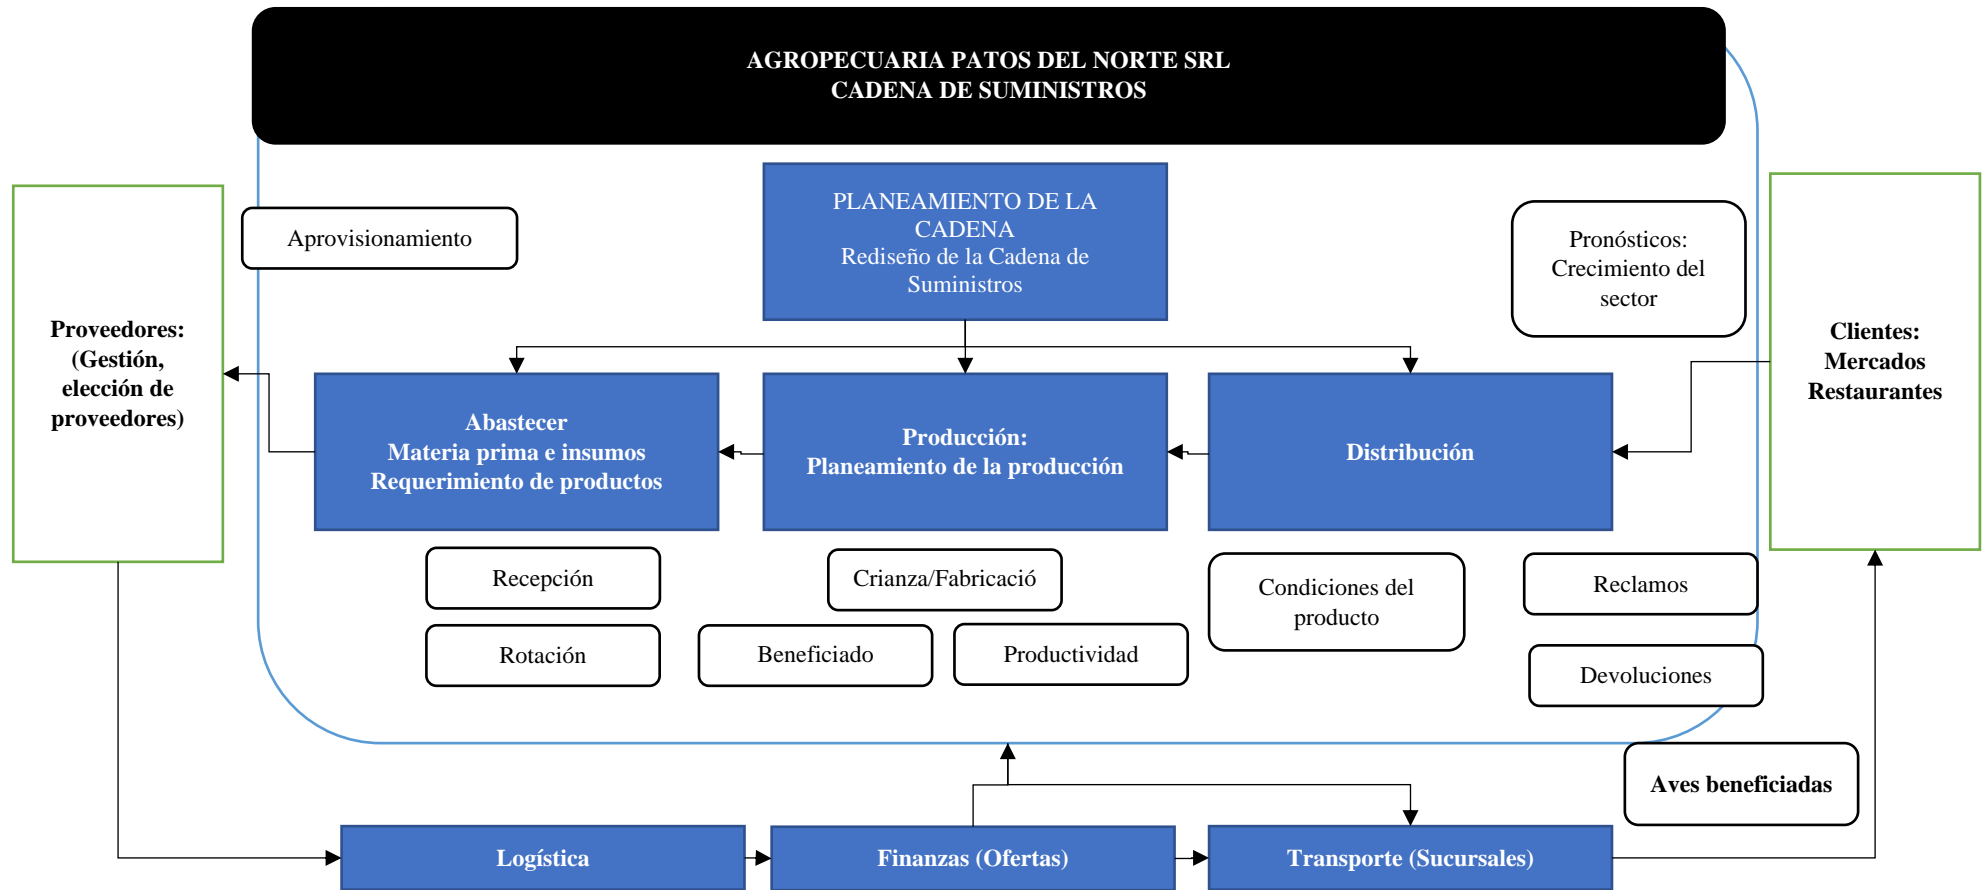 AGROPECUARIA PATOS DEL NORTE SRL
CADENA DE SUMINISTROS
PLANEAMIENTO DE LA
CADENA
Rediseño de la Cadena de
Suministros
Aprovisionamiento
Pronósticos:
Crecimiento del
sector
Proveedores:
(Gestión,
elección de
proveedores)
Clientes:
Mercados
Restaurantes
Abastecer
Materia prima e insumos
Requerimiento de productos
Producción:
Planeamiento de la producción
Distribución
Recepción
Crianza/Fabricació
Condiciones del
producto
Reclamos
Rotación
Beneficiado
Productividad
Devoluciones
Aves beneficiadas
Logística
Finanzas (Ofertas)
Transporte (Sucursales)